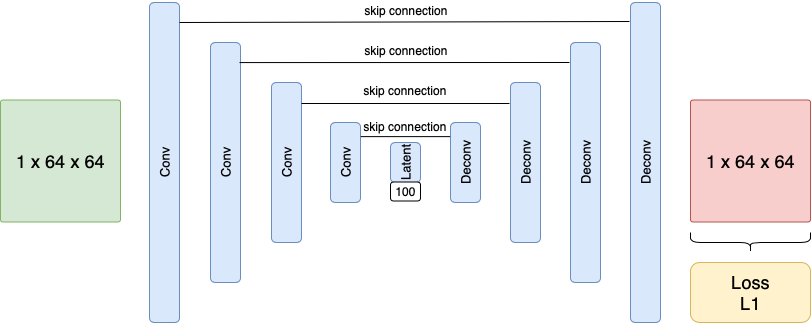 skip connection
skip connection
skip connection
skip connection
1 x 64 x 64
Conv
Conv
Conv
Conv
Latent
100
Deconv
Deconv
Deconv
Deconv
1 x 64 x 64
Loss
L1